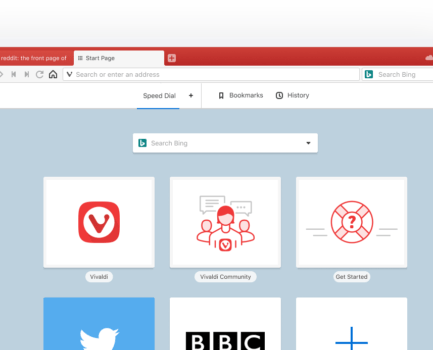 reddit: the front page of
Start Page
Search or enter an address
Search Bing
Speed Dial
Bookmarks
History
Search Bing
Vivaldi
Vivaldi Community
Get Started
BBC